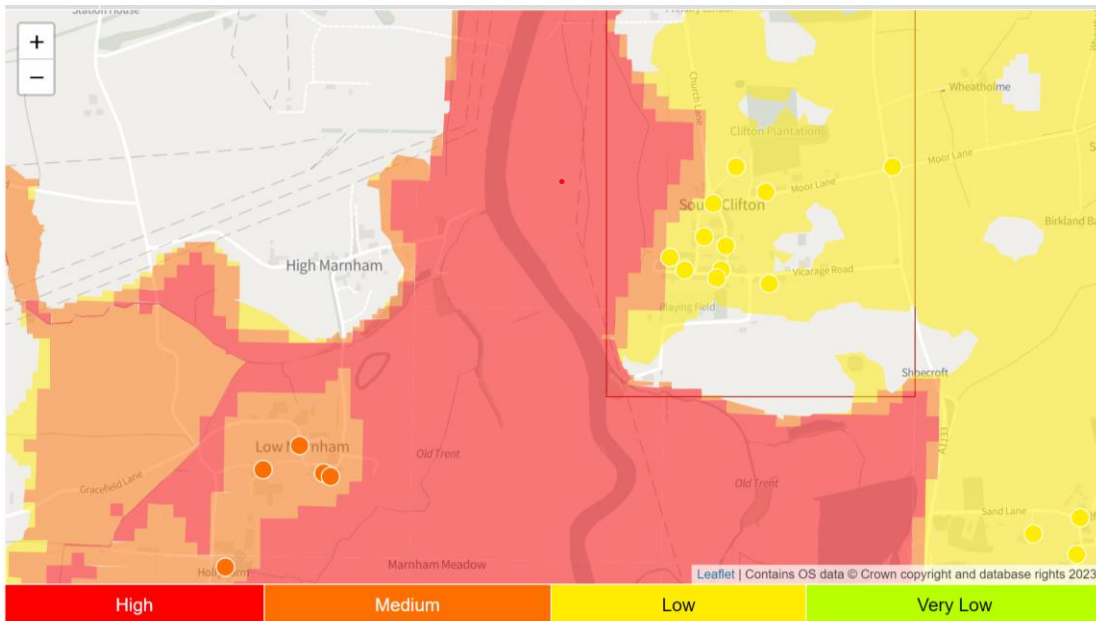 Station House
+
−
Church Lane
Wheatholme
Clifton Plantation
Moor Lane
Moor Lane
South Clifton
Birkland
High Marnham
Vicarage Road
Playing Field
Shoecroft
A1133
Low Marnham
Old Trent
Gracefield Lane
Old Trent
Sand Lane
Marnham Meadow
Leaflet | Contains OS data © Crown copyright and database rights 2023
High
Medium
Low
Very Low